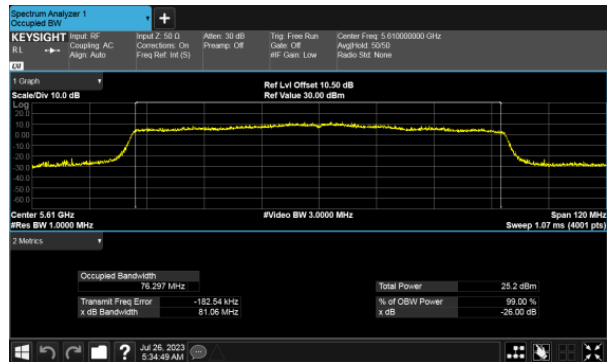 Spectrum Analyzer 1
Occupied BW
KEYSIGHT Input: RF Input Z: 50 Ω Atten: 30 dB Trig: Free Run Center Freq: 5.610000000 GHz
R L Coupling: AC Corrections: On Preamp: Off Gate: Off Avg|Hold: 50/50
Align: Auto Freq Ref: Int (S) #IF Gain: Low Radio Std: None
LXI
1 Graph Ref Lvl Offset 10.50 dB
Scale/Div 10.0 dB Ref Value 30.00 dBm
Log
20.0
10.0
0.00
-10.0
-20.0
-30.0
-40.0
-50.0
-60.0
Center 5.61 GHz #Video BW 3.0000 MHz Span 120 MHz
#Res BW 1.0000 MHz Sweep 1.07 ms (4001 pts)
2 Metrics
Occupied Bandwidth
76.297 MHz Total Power 25.2 dBm
Transmit Freq Error -182.54 kHz % of OBW Power 99.00 %
x dB Bandwidth 81.06 MHz x dB -26.00 dB
Jul 26, 2023
5:34:49 AM